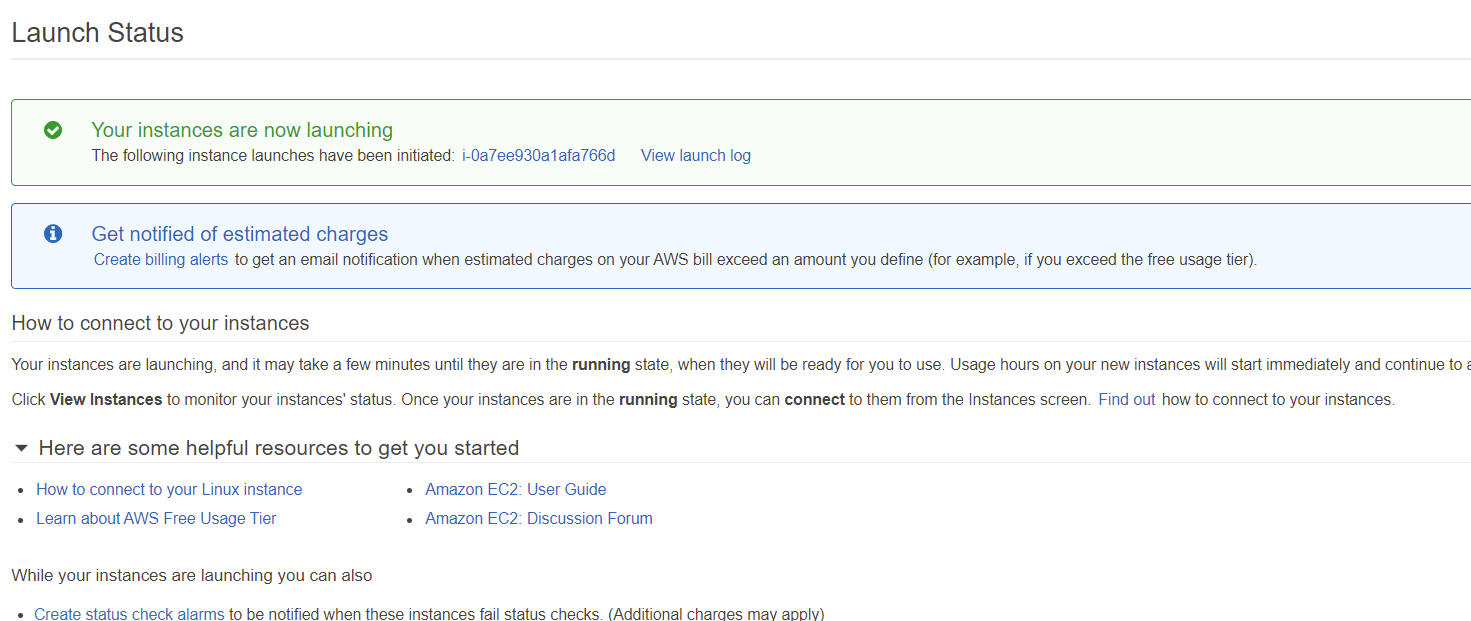 Launch Status
Your instances are now launching
The following instance launches have been initiated: i-0a7ee930a1afa766d View launch log
Get notified of estimated charges
Create billing alerts to get an email notification when estimated charges on your AWS bill exceed an amount you define (for example, if you exceed the free usage tier).
How to connect to your instances
Your instances are launching, and it may take a few minutes until they are in the running state, when they will be ready for you to use. Usage hours on your new instances will start immediately and continue to
Click View Instances to monitor your instances' status. Once your instances are in the running state, you can connect to them from the Instances screen. Find out how to connect to your instances.
Here are some helpful resources to get you started
How to connect to your Linux instance
Learn about AWS Free Usage Tier
Amazon EC2: User Guide
Amazon EC2: Discussion Forum
While your instances are launching you can also
Create status check alarms to be notified when these instances fail status checks. (Additional charges may apply)